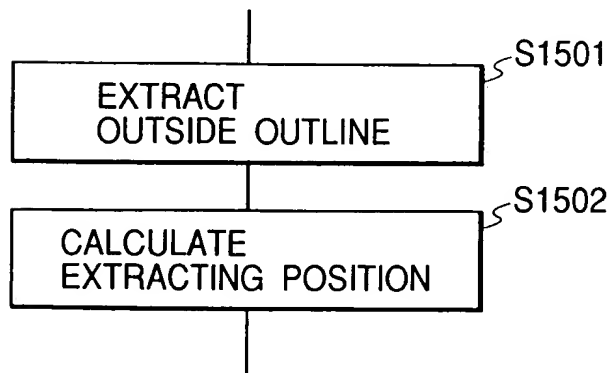 S1501
EXTRACT
OUTSIDE OUTLINE
S1502
CALCULATE
EXTRACTING POSITION